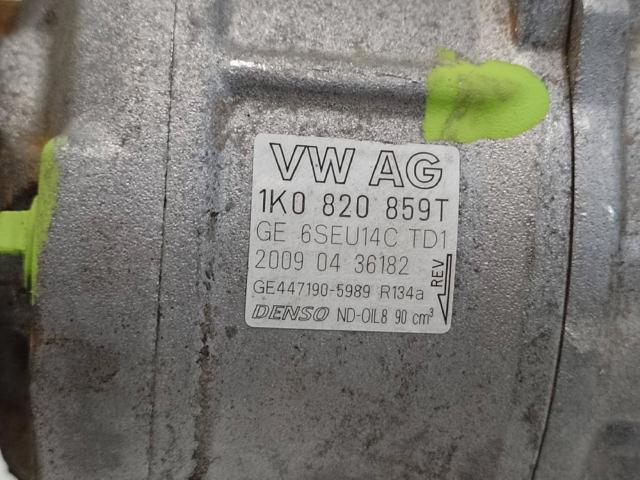 VW AG
1K0 820 859T
GE 6SEU14C TD1
2009 04 36182
GE447190-5989 R134a
REV
DENSO ND-OIL8 90 cm³